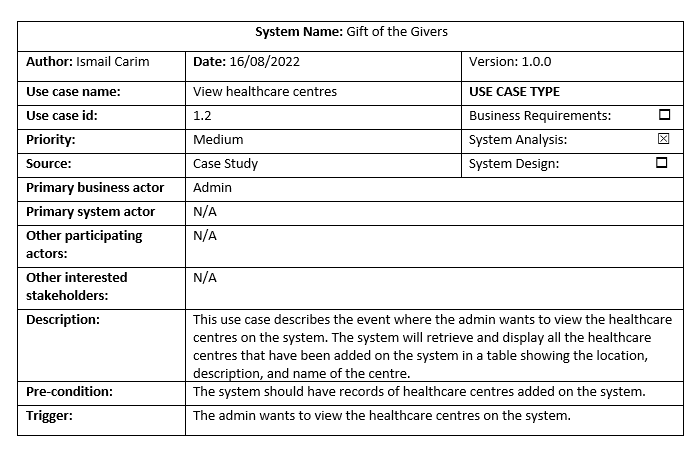 System Name: Gift of the Givers
Author: Ismail Carim Date: 16/08/2022 Version: 1.0.0
Use case name: View healthcare centres USE CASE TYPE
Use case id: 1.2 Business Requirements: ☐
Priority: Medium System Analysis: ☒
Source: Case Study System Design: ☐
Primary business actor Admin
Primary system actor N/A
Other participating N/A
actors:
Other interested N/A
stakeholders:
Description: This use case describes the event where the admin wants to view the healthcare
centres on the system. The system will retrieve and display all the healthcare
centres that have been added on the system in a table showing the location,
description, and name of the centre.
Pre-condition: The system should have records of healthcare centres added on the system.
Trigger: The admin wants to view the healthcare centres on the system.